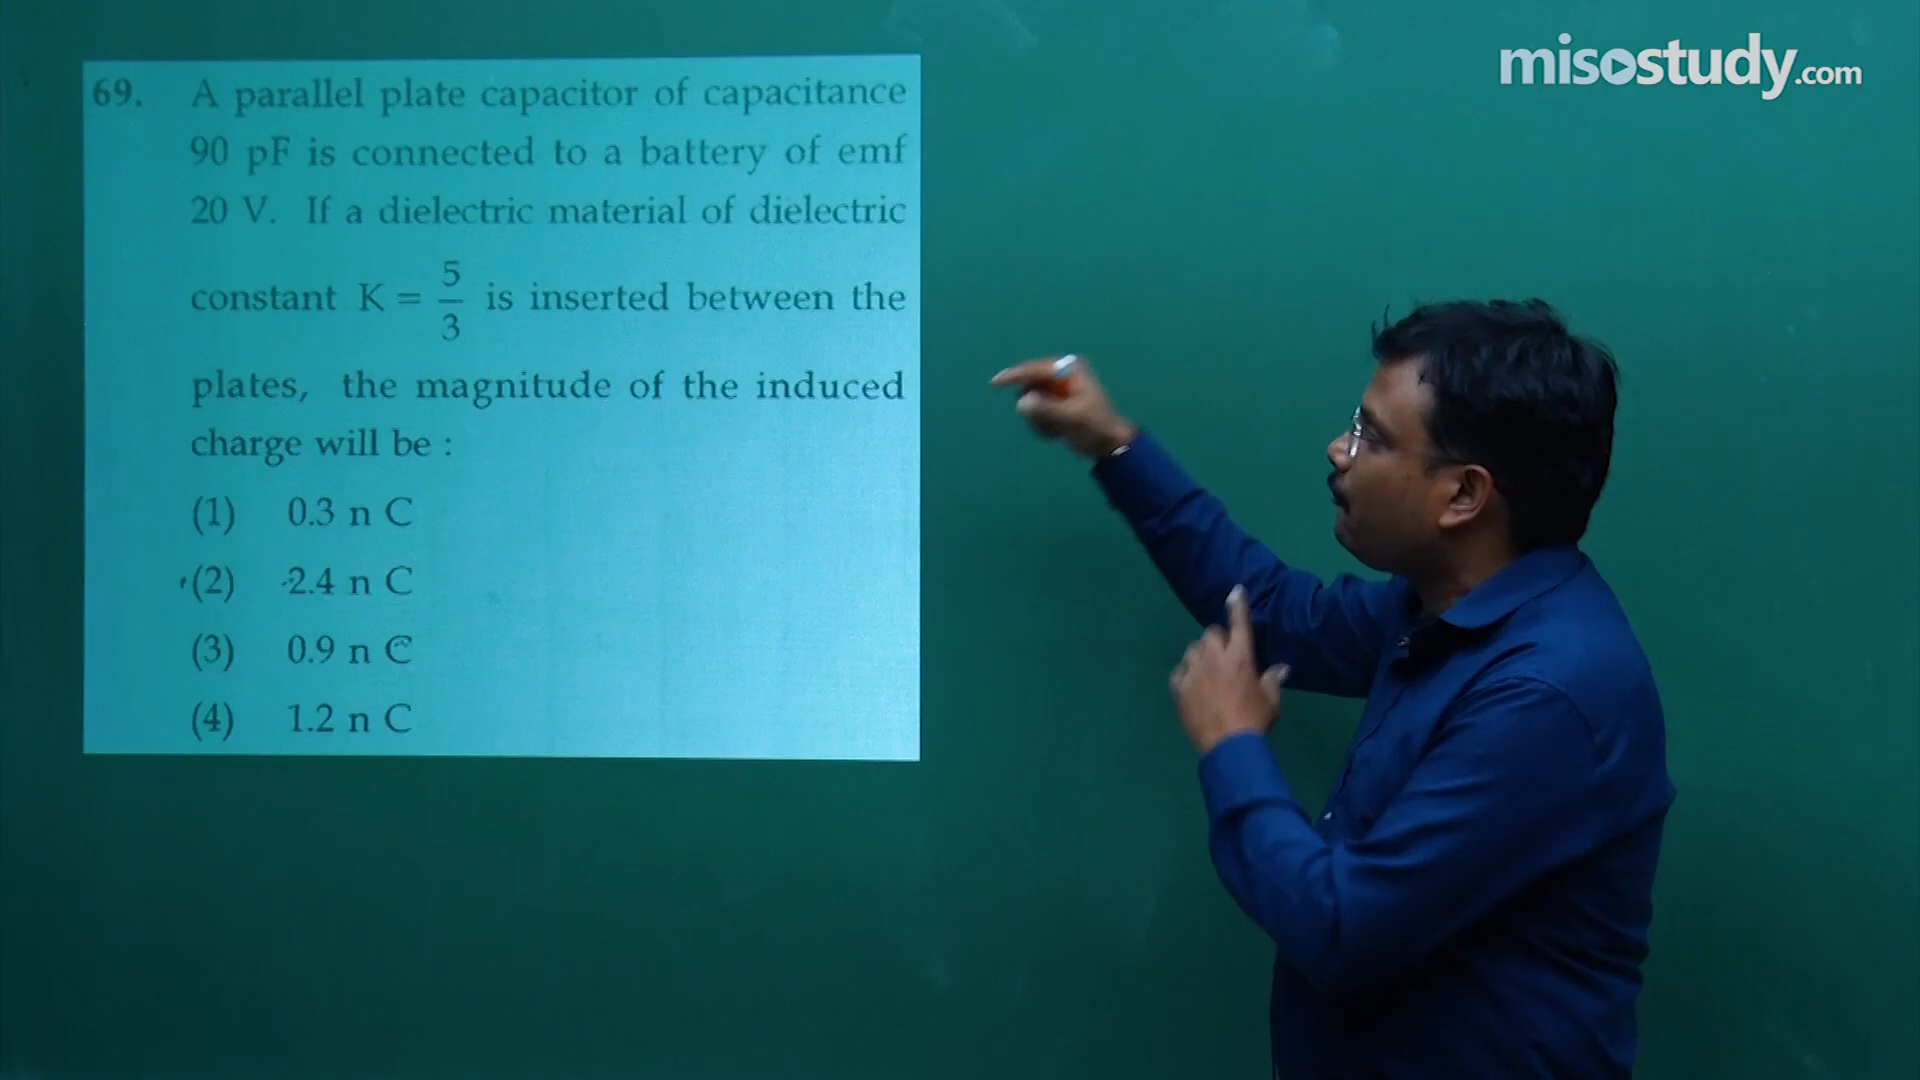 misostudy.com
69. A parallel plate capacitor of capacitance
90 pF is connected to a battery of emf
20 V. If a dielectric material of dielectric
constant K = 5/3 is inserted between the
plates, the magnitude of the induced
charge will be :
(1) 0.3 n C
(2) 2.4 n C
(3) 0.9 n C
(4) 1.2 n C